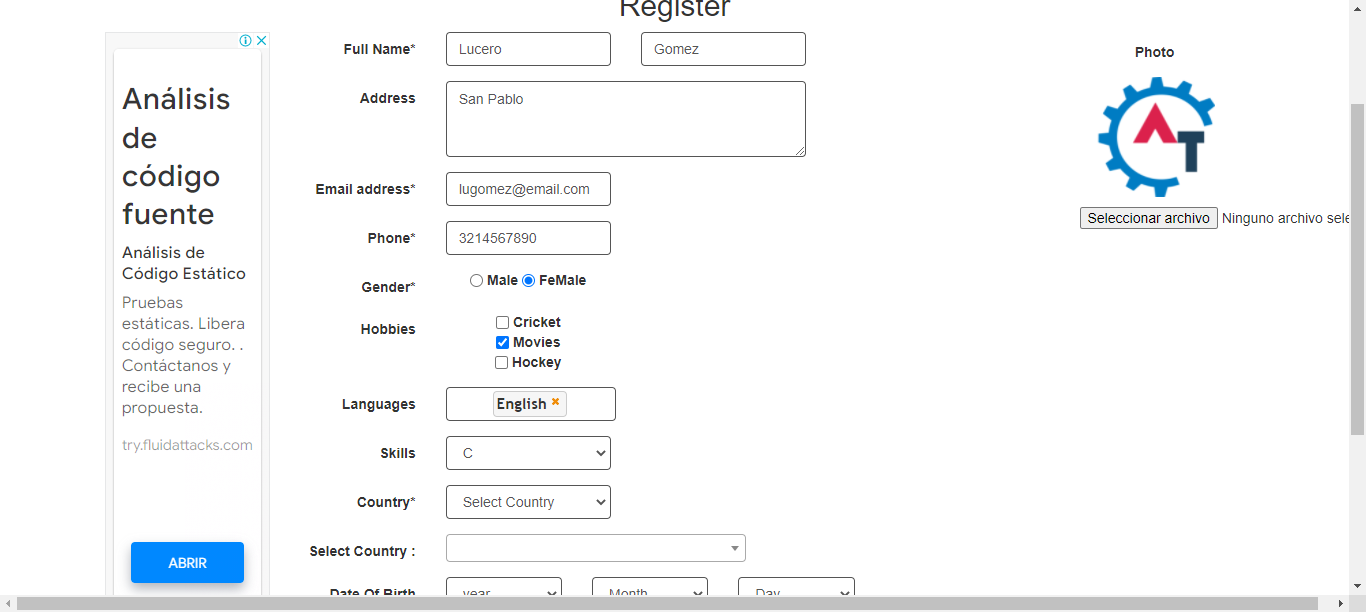 Register
Análisis
de
código
fuente
Análisis de
Código Estático
Pruebas
estáticas. Libera
código seguro. .
Contáctanos y
recibe una
propuesta.
try.fluidattacks.com
ABRIR
Full Name* Lucero Gomez
Address San Pablo
Email address* lugomez@email.com
Phone* 3214567890
Gender* Male FeMale
Hobbies Cricket
Movies
Hockey
Languages English
Skills C
Country* Select Country
Select Country :
Date Of Birth year Month Day
Photo
AT
Seleccionar archivo Ninguno archivo sele